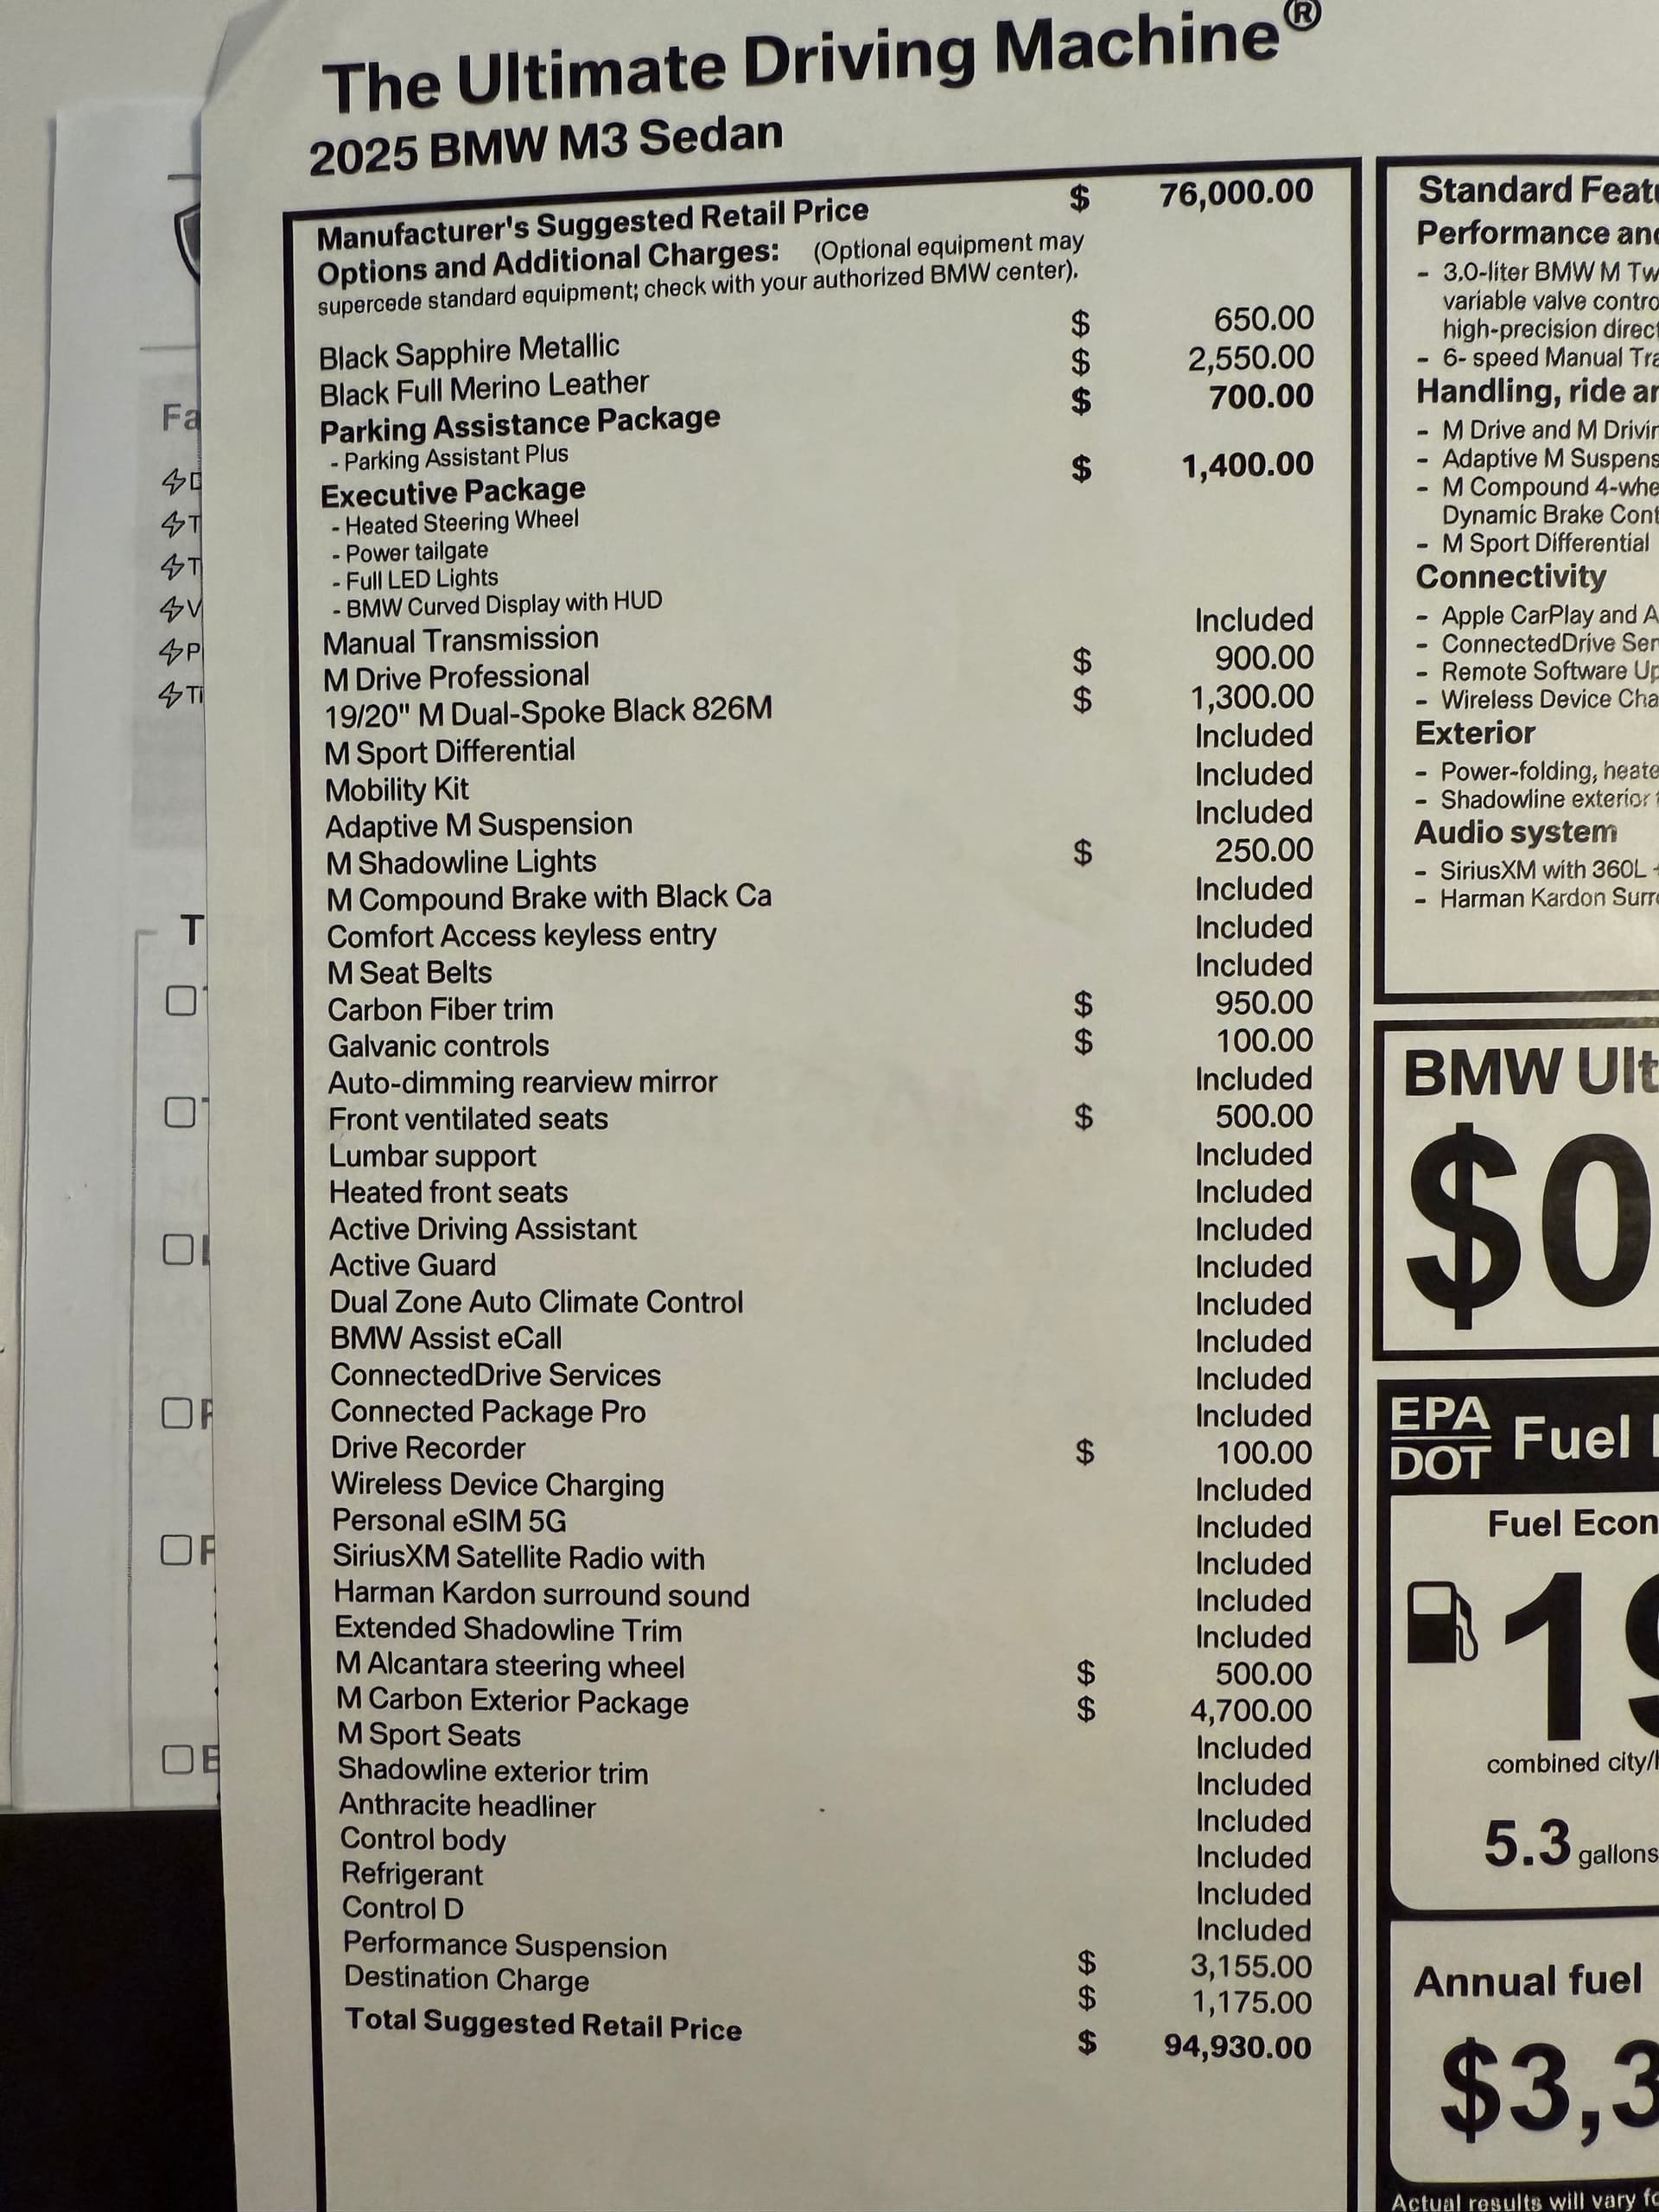 The Ultimate Driving Machine®
2025 BMW M3 Sedan
Manufacturer's Suggested Retail Price $ 76,000.00
Options and Additional Charges: (Optional equipment may
supercede standard equipment; check with your authorized BMW center).
Black Sapphire Metallic $ 650.00
Black Full Merino Leather $ 2,550.00
Parking Assistance Package $ 700.00
- Parking Assistant Plus
Executive Package $ 1,400.00
- Heated Steering Wheel
- Power tailgate
- Full LED Lights
- BMW Curved Display with HUD
Manual Transmission Included
M Drive Professional $ 900.00
19/20" M Dual-Spoke Black 826M $ 1,300.00
M Sport Differential Included
Mobility Kit Included
Adaptive M Suspension Included
M Shadowline Lights $ 250.00
M Compound Brake with Black Ca Included
Comfort Access keyless entry Included
M Seat Belts Included
Carbon Fiber trim $ 950.00
Galvanic controls $ 100.00
Auto-dimming rearview mirror Included
Front ventilated seats $ 500.00
Lumbar support Included
Heated front seats Included
Active Driving Assistant Included
Active Guard Included
Dual Zone Auto Climate Control Included
BMW Assist eCall Included
ConnectedDrive Services Included
Connected Package Pro Included
Drive Recorder $ 100.00
Wireless Device Charging Included
Personal eSIM 5G Included
SiriusXM Satellite Radio with Included
Harman Kardon surround sound Included
Extended Shadowline Trim Included
M Alcantara steering wheel $ 500.00
M Carbon Exterior Package $ 4,700.00
M Sport Seats Included
Shadowline exterior trim Included
Anthracite headliner Included
Control body Included
Refrigerant Included
Control D Included
Performance Suspension $ 3,155.00
Destination Charge $ 1,175.00
Total Suggested Retail Price $ 94,930.00
Standard Feat
Performance an
- 3.0-liter BMW M Tw
variable valve contro
high-precision direct
- 6- speed Manual Tra
Handling, ride ar
- M Drive and M Drivin
- Adaptive M Suspens
- M Compound 4-whe
Dynamic Brake Cont
- M Sport Differential
Connectivity
- Apple CarPlay and A
- ConnectedDrive Ser
- Remote Software Up
- Wireless Device Cha
Exterior
- Power-folding, heate
- Shadowline exterior
Audio system
- SiriusXM with 360L
- Harman Kardon Surr
BMW Ult
$0
EPA
DOT
Fuel
Fuel Econ
19
combined city/
5.3 gallons
Annual fuel
$3,3
Actual results will vary fo
Fa
T
T
V
P
Ti
T